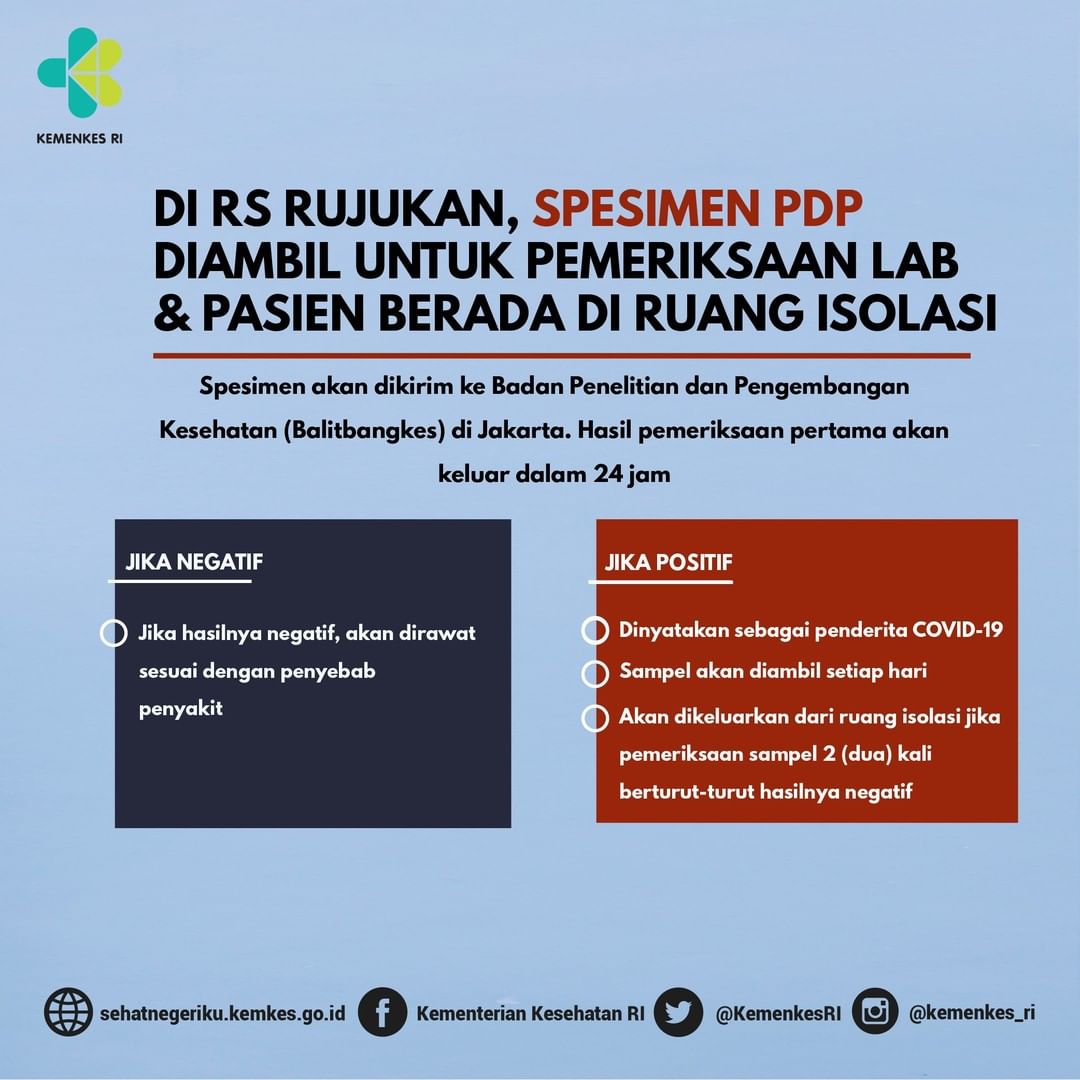 KEMENKES RI
DI RS RUJUKAN, SPESIMEN PDP
DIAMBIL UNTUK PEMERIKSAAN LAB
& PASIEN BERADA DI RUANG ISOLASI
Spesimen akan dikirim ke Badan Penelitian dan Pengembangan
Kesehatan (Balitbangkes) di Jakarta. Hasil pemeriksaan pertama akan
keluar dalam 24 jam
JIKA NEGATIF
Jika hasilnya negatif, akan dirawat
sesuai dengan penyebab
penyakit
JIKA POSITIF
Dinyatakan sebagai penderita COVID-19
Sampel akan diambil setiap hari
Akan dikeluarkan dari ruang isolasi jika
pemeriksaan sampel 2 (dua) kali
berturut-turut hasilnya negatif
sehatnegeriku.kemkes.go.id Kementerian Kesehatan RI @KemenkesRI @kemenkes_ri